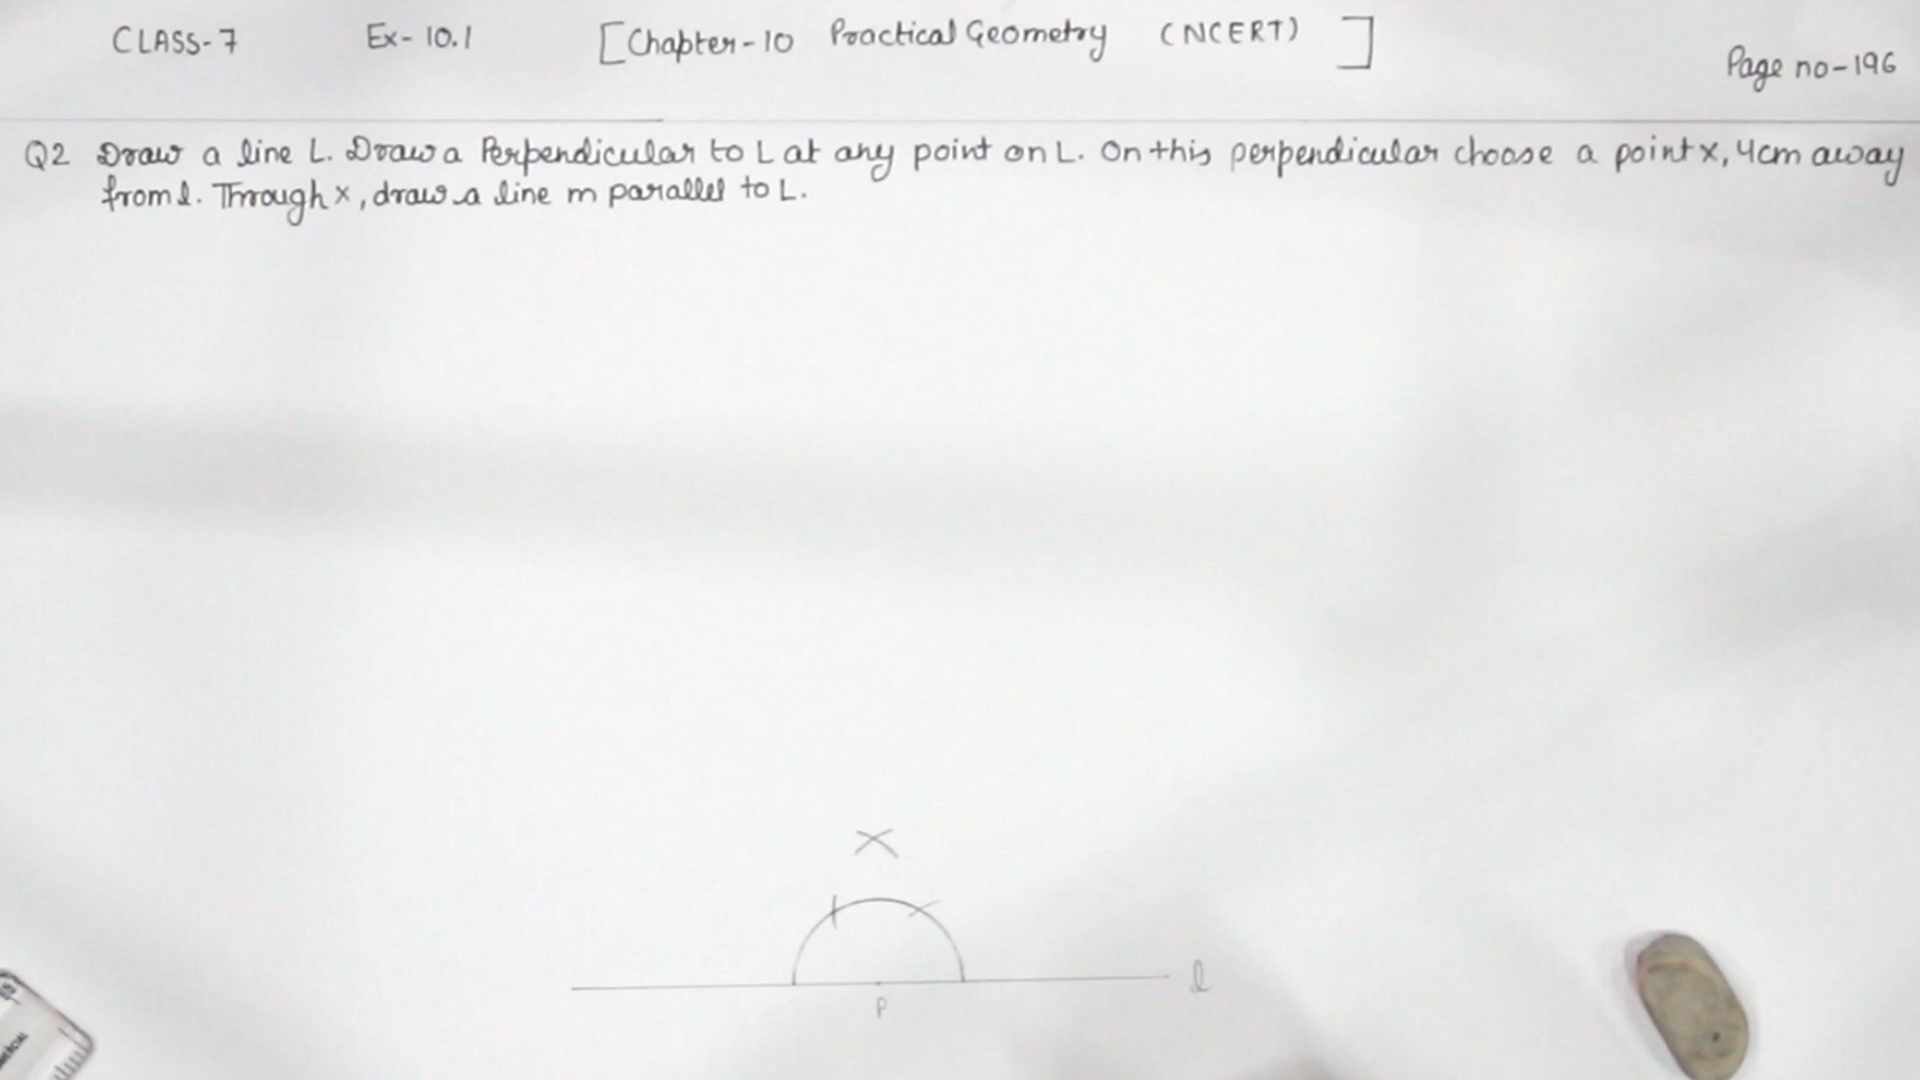 CLASS-7 Ex-10.1 [Chapter-10 Practical Geometry (NCERT)]
Page no-196
Q2 Draw a line L. Draw a Perpendicular to L at any point on L. On this perpendicular choose a point x, 4cm away
from l. Through x, draw a line m parallel to L.
l
P